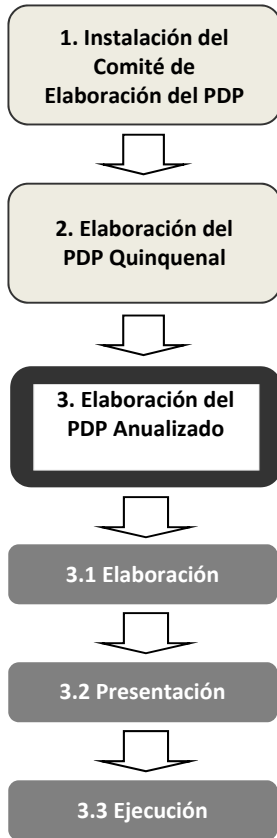 1. Instalación del
Comité de
Elaboración del PDP
2. Elaboración del
PDP Quinquenal
3. Elaboración del
PDP Anualizado
3.1 Elaboración
3.2 Presentación
3.3 Ejecución